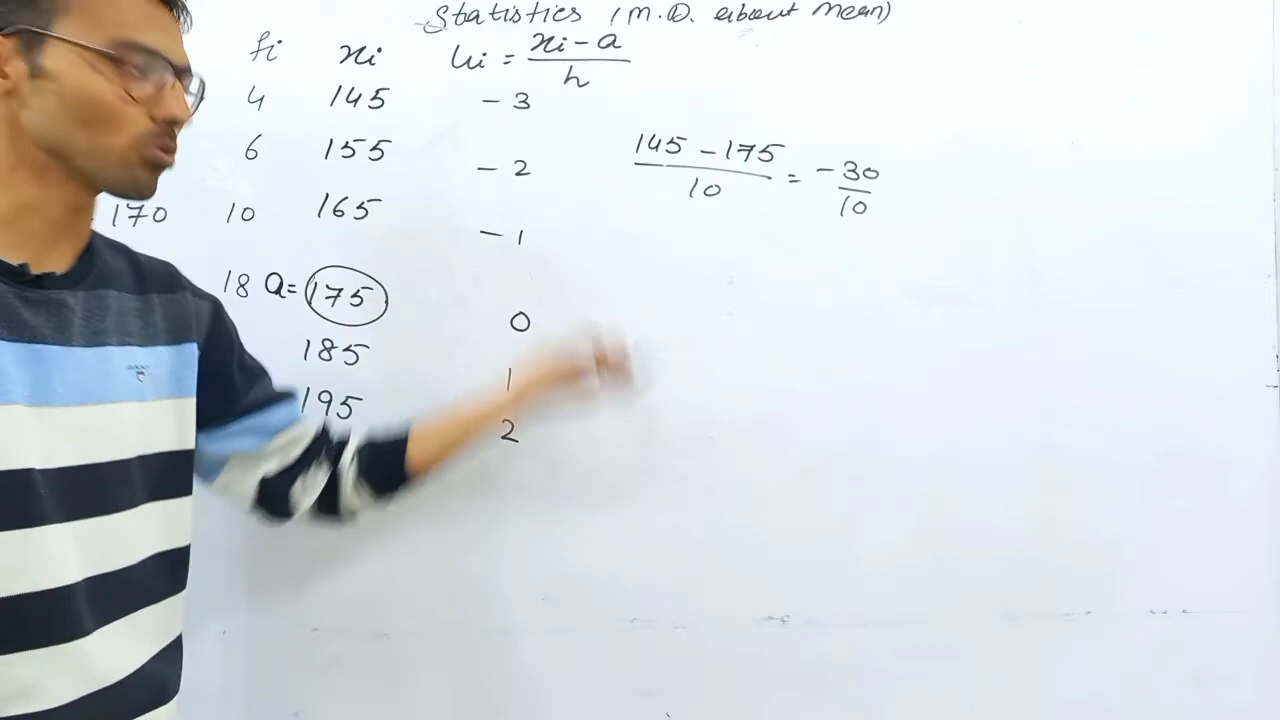 Statistics (M.D. about mean)
fi xi ui = xi - a / h
4 145 - 3
6 155 - 2 145 - 175 / 10 = - 30 / 10
170 10 165 - 1
18 a = 175 0
185 1
195 2